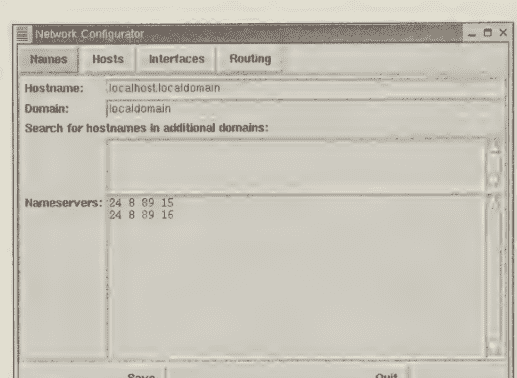 Network Configurator
Names Hosts Interfaces Routing
Hostname: localhost.localdomain
Domain: localdomain
Search for hostnames in additional domains:
Nameservers: 24 8 89 15
24 8 89 16
Save Quit